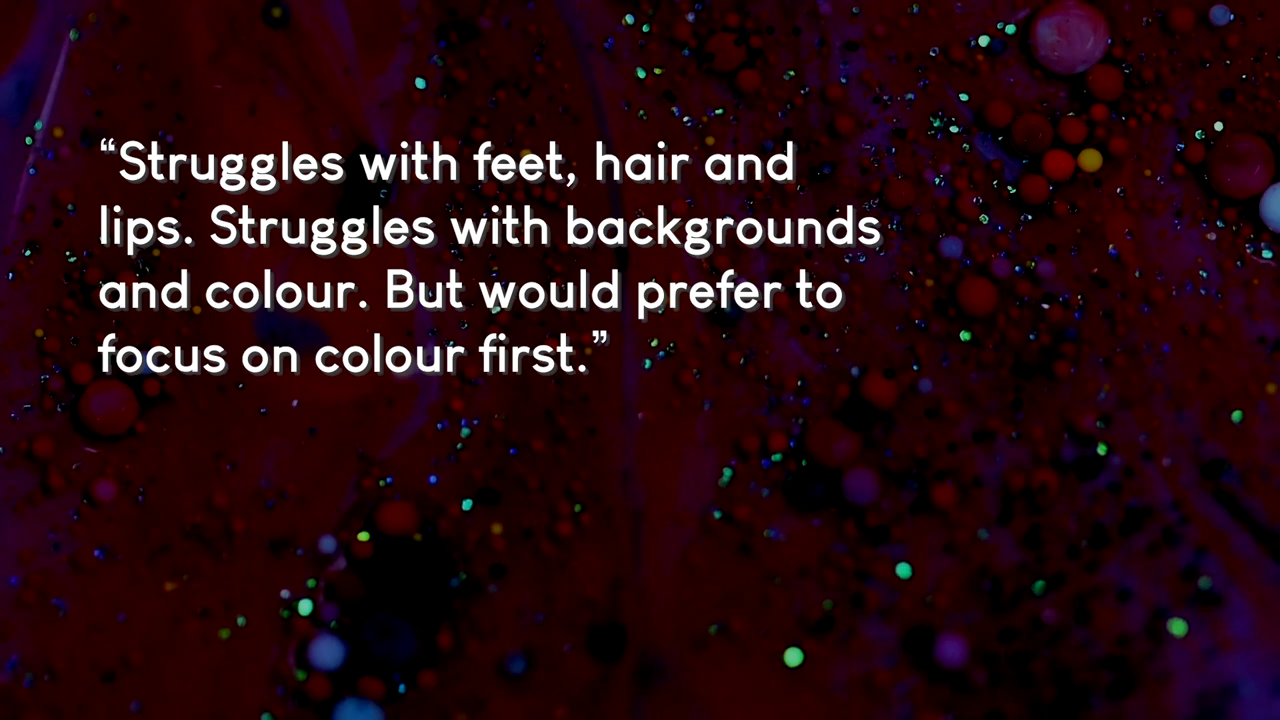 “Struggles with feet, hair and
lips. Struggles with backgrounds
and colour. But would prefer to
focus on colour first.”